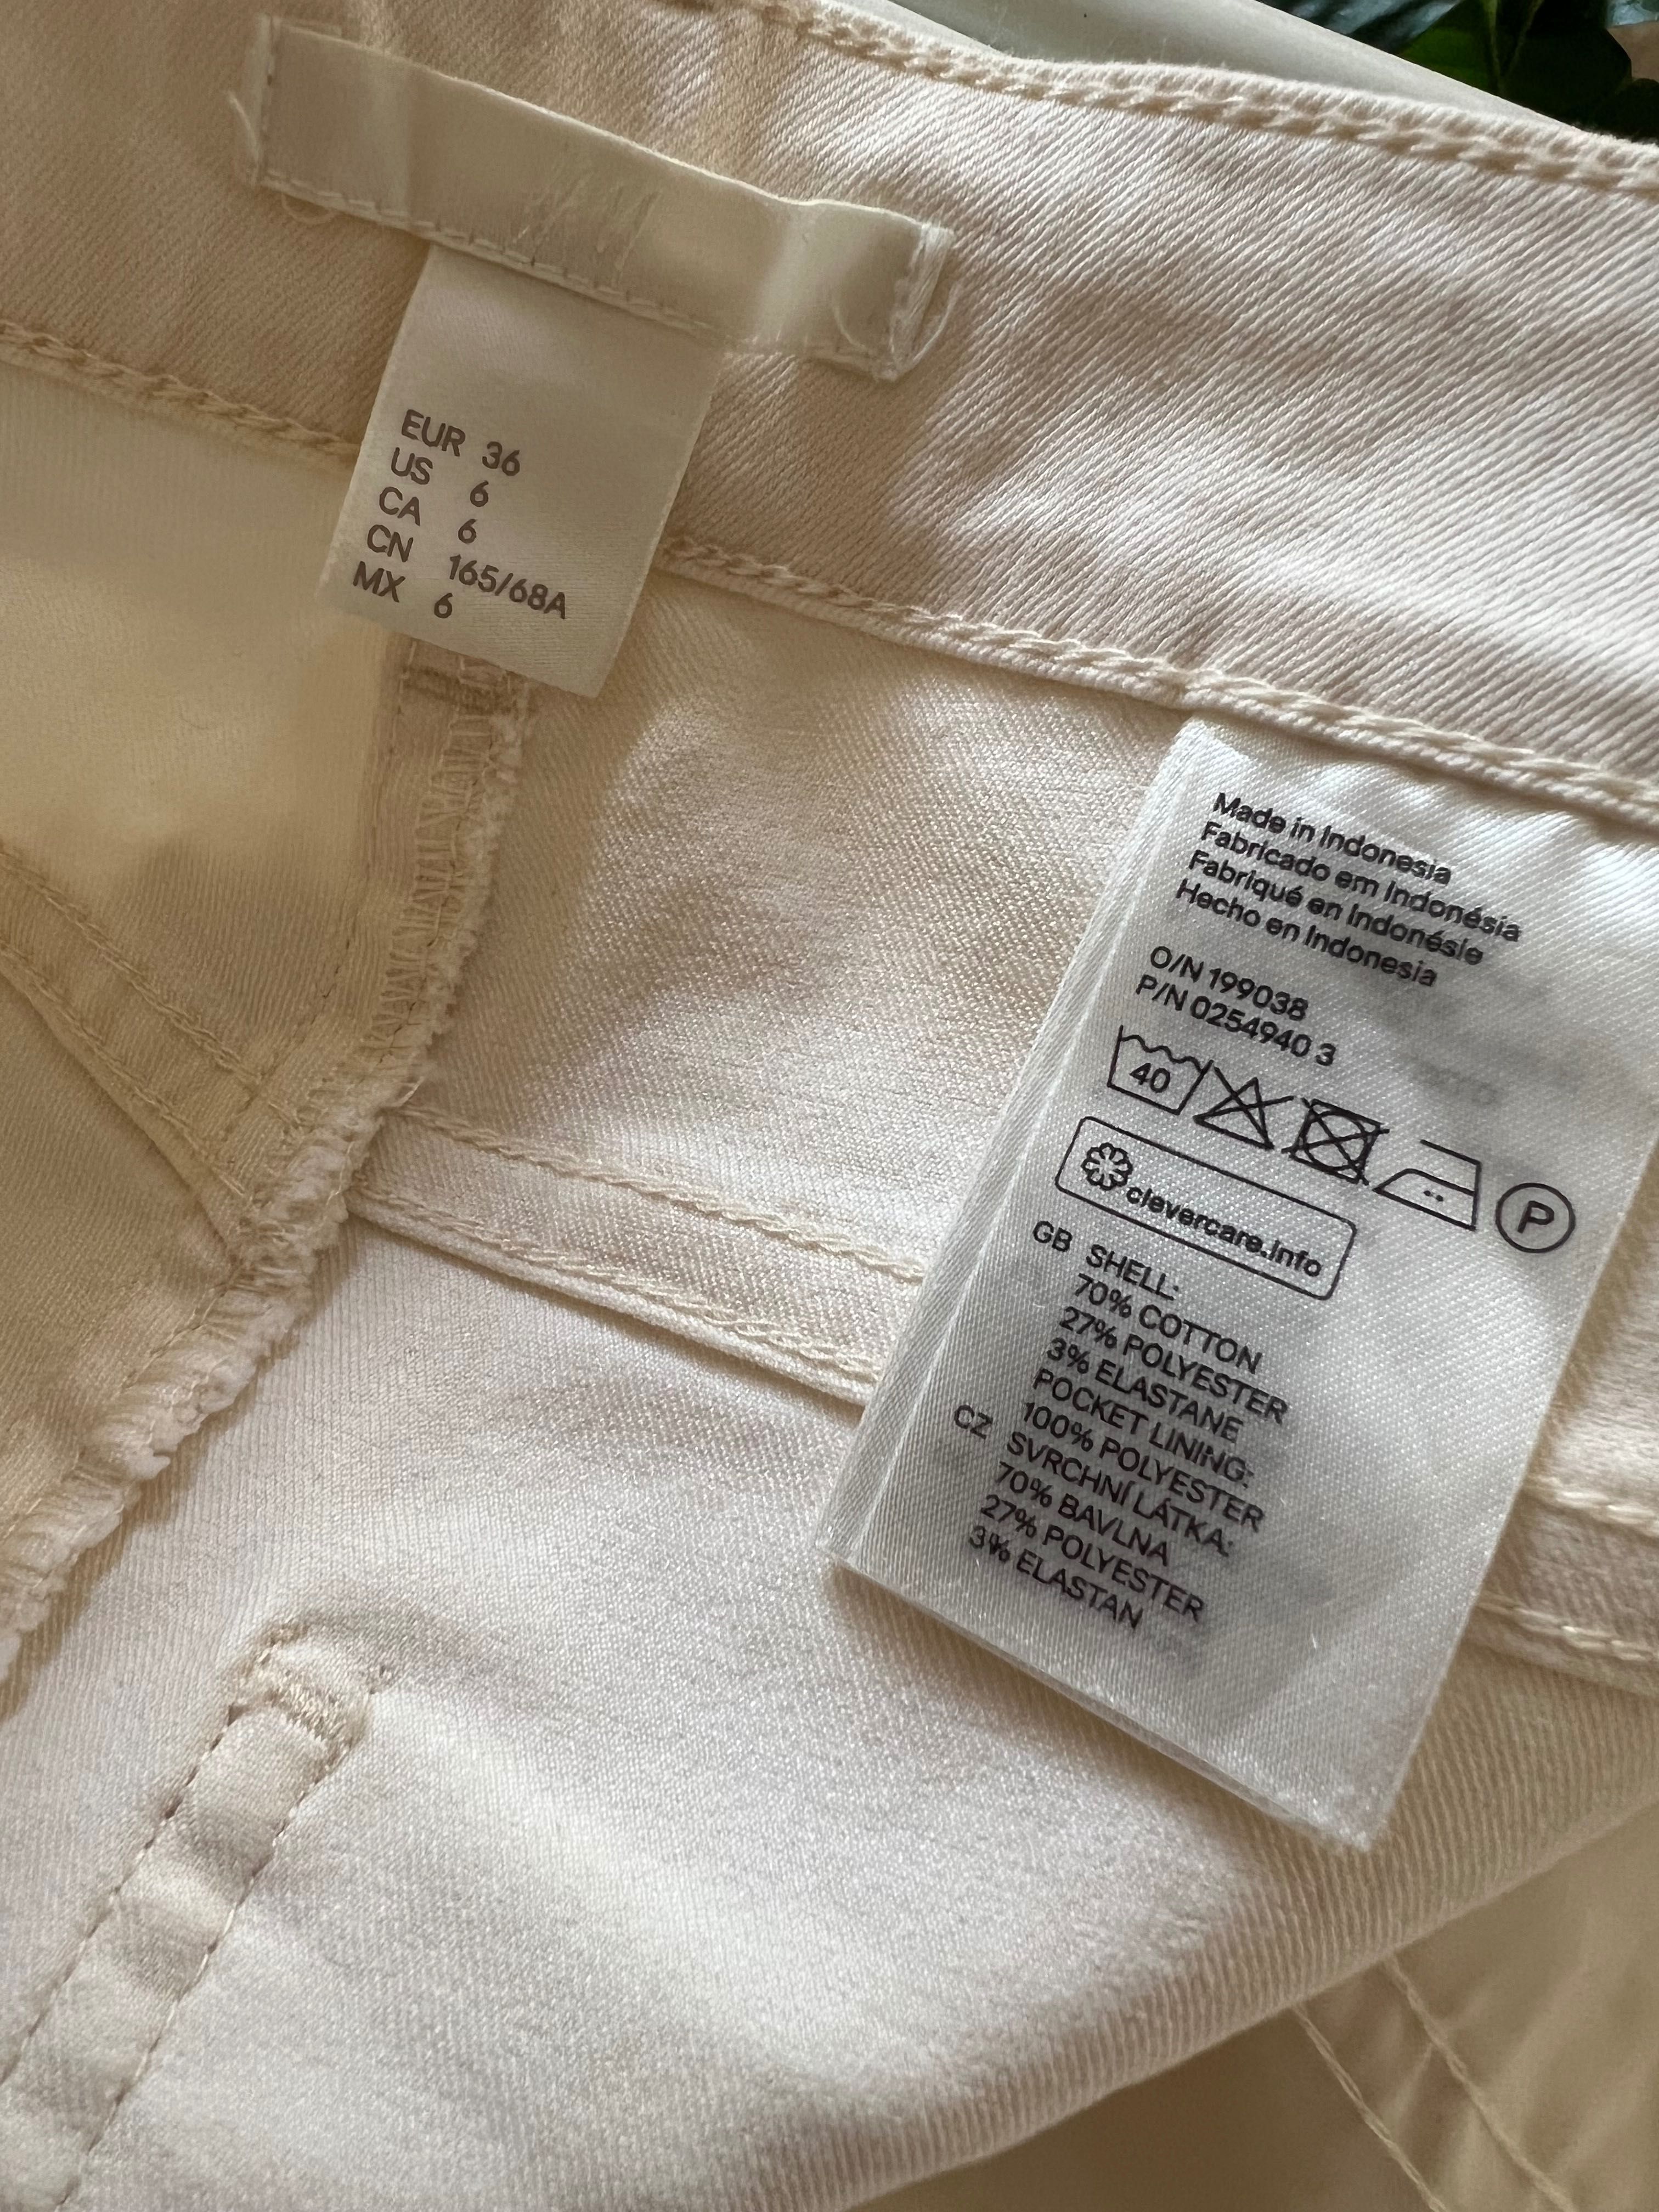 H&M
EUR 36
US 6
CA 6
CN 165/68A
MX 6
Made in Indonesia
Fabricado em Indonésia
Fabriqué en Indonésie
Hecho en Indonesia
O/N 199038
P/N 0254940 3
40
P
clevercare.info
GB SHELL:
70% COTTON
27% POLYESTER
3% ELASTANE
POCKET LINING:
100% POLYESTER
CZ SVRCHNÍ LÁTKA:
70% BAVLNA
27% POLYESTER
3% ELASTAN